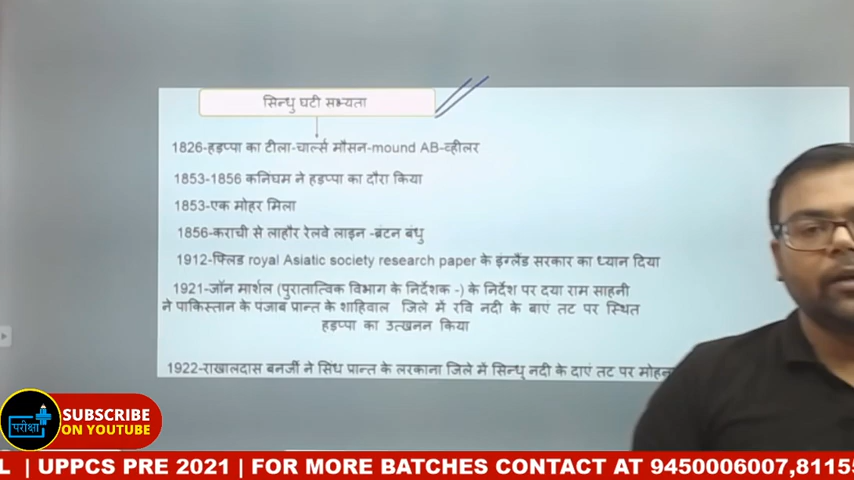 सिन्धु घटी सभ्यता
1826-हड़प्पा का टीला-चार्ल्स मौसन-mound AB-व्हीलर
1853-1856 कनिघम ने हड़प्पा का दौरा किया
1853-एक मोहर मिला
1856-कराची से लाहौर रेलवे लाइन -ब्रंटन बंधु
1912-फ्लिड royal Asiatic society research paper के इंग्लैंड सरकार का ध्यान दिया
1921-जॉन मार्शल (पुरातात्विक विभाग के निर्देशक -) के निर्देश पर दया राम साहनी
ने पाकिस्तान के पंजाब प्रान्त के शाहिवाल जिले में रवि नदी के बाएं तट पर स्थित
हड़प्पा का उत्खनन किया
1922-राखालदास बनर्जी ने सिंध प्रान्त के लरकाना जिले में सिन्धु नदी के दाएं तट पर
परीक्षा
SUBSCRIBE
ON YOUTUBE
| UPPCS PRE 2021 | FOR MORE BATCHES CONTACT AT 9450006007,